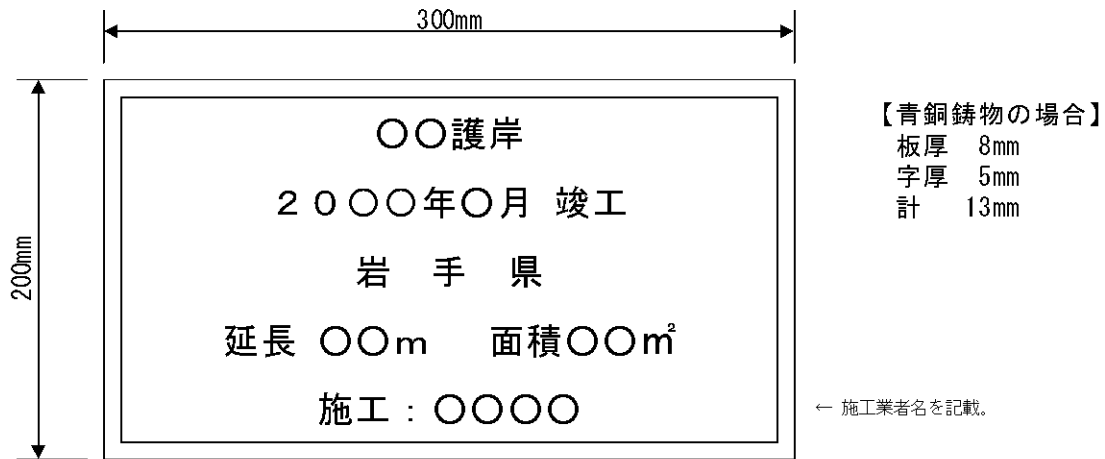 300mm
200mm
○○護岸
２０○○年○月 竣工
岩 手 県
延長 ○○ｍ 面積○○㎡
施工：○○○○
【青銅鋳物の場合】
板厚 8mm
字厚 5mm
計 13mm
← 施工業者名を記載。